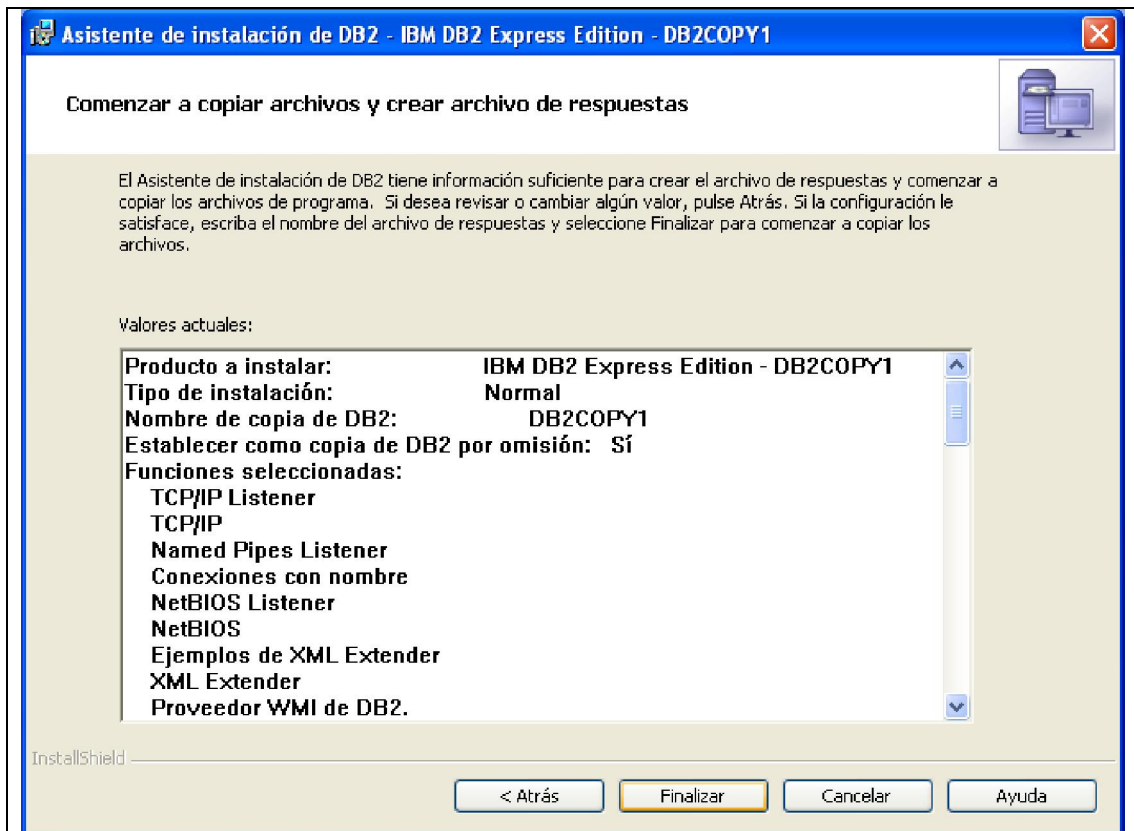 Asistente de instalación de DB2 - IBM DB2 Express Edition - DB2COPY1
Comenzar a copiar archivos y crear archivo de respuestas
El Asistente de instalación de DB2 tiene información suficiente para crear el archivo de respuestas y comenzar a
copiar los archivos de programa. Si desea revisar o cambiar algún valor, pulse Atrás. Si la configuración le
satisface, escriba el nombre del archivo de respuestas y seleccione Finalizar para comenzar a copiar los
archivos.
Valores actuales:
Producto a instalar: IBM DB2 Express Edition - DB2COPY1
Tipo de instalación: Normal
Nombre de copia de DB2: DB2COPY1
Establecer como copia de DB2 por omisión: Sí
Funciones seleccionadas:
TCP/IP Listener
TCP/IP
Named Pipes Listener
Conexiones con nombre
NetBIOS Listener
NetBIOS
Ejemplos de XML Extender
XML Extender
Proveedor WMI de DB2.
InstallShield
< Atrás Finalizar Cancelar Ayuda